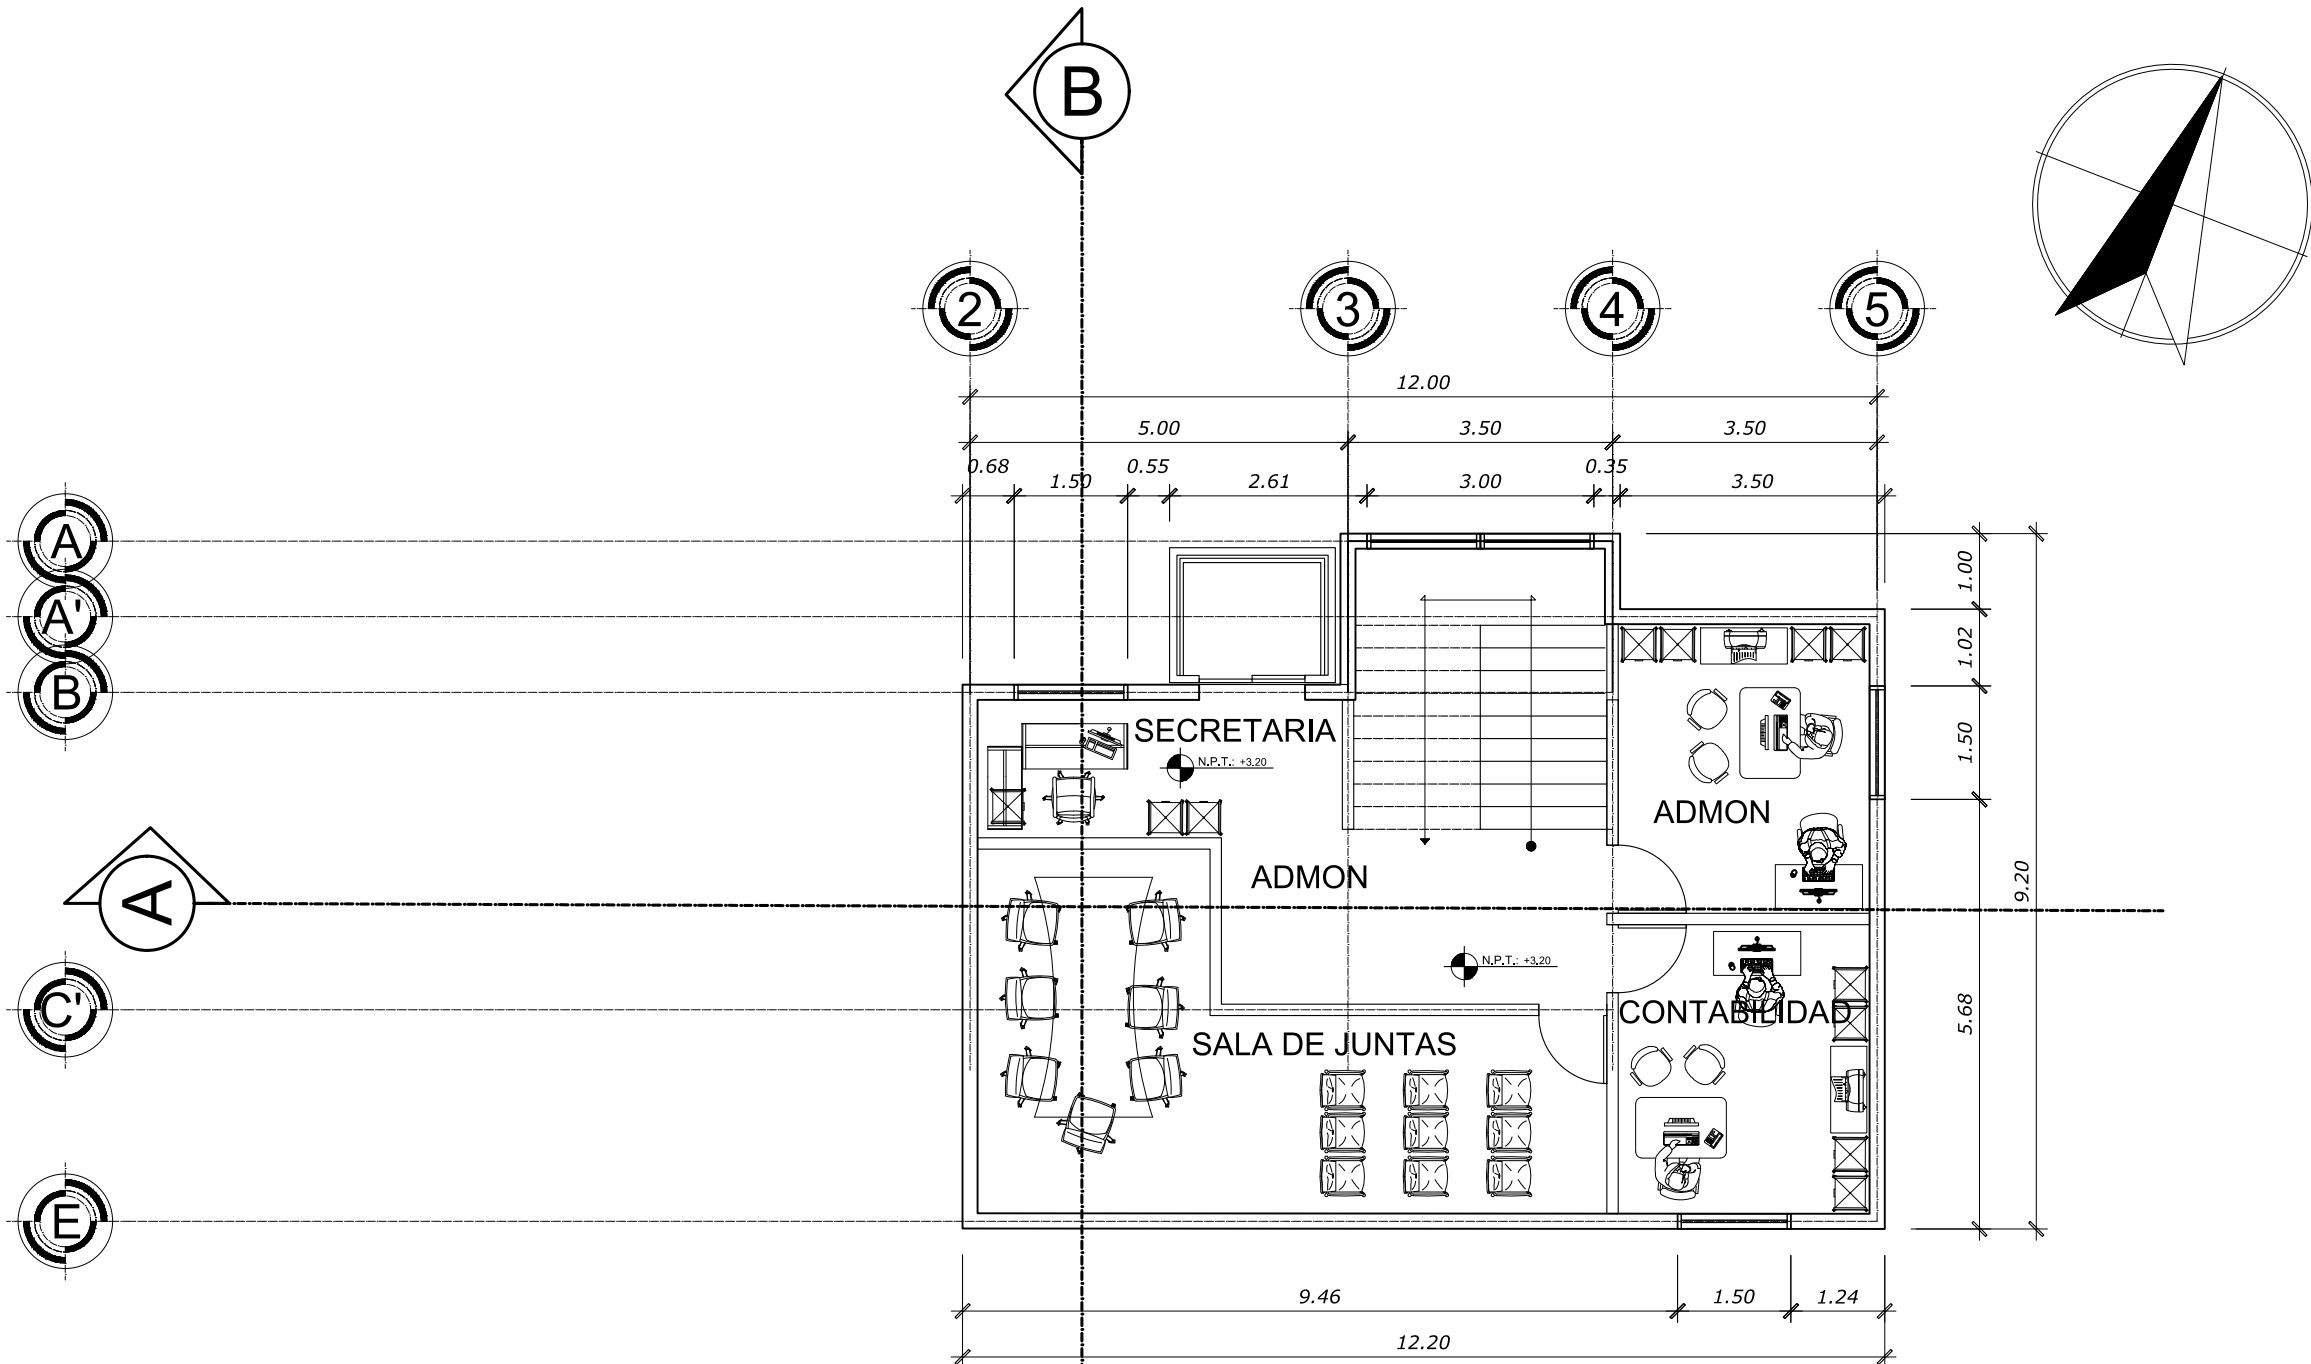 B
2
3
4
5
12.00
5.00
3.50
3.50
0.68
1.50
0.55
2.61
3.00
0.35
3.50
A
A'
B
1.00
1.02
1.50
5.68
9.20
SECRETARIA
N.P.T.: +3.20
ADMON
ADMON
A
N.P.T.: +3.20
C'
CONTABILIDAD
SALA DE JUNTAS
E
9.46
1.50
1.24
12.20